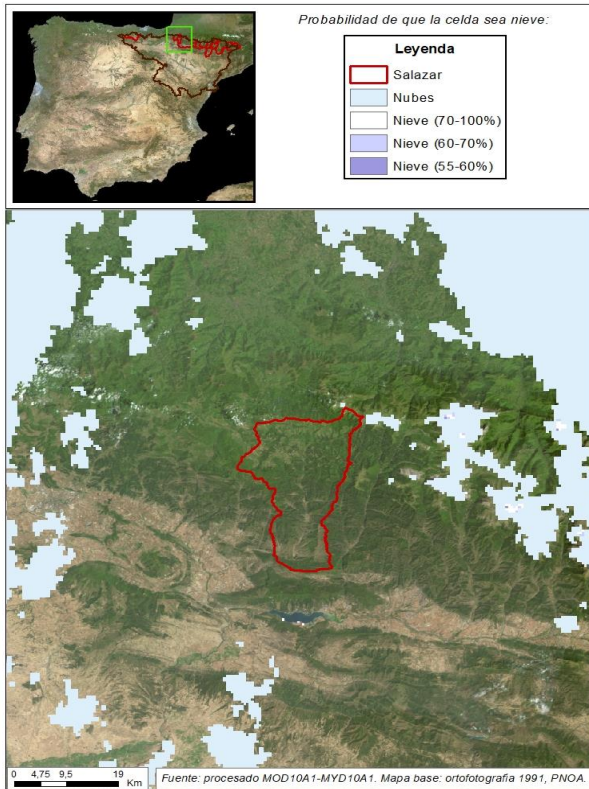 Probabilidad de que la celda sea nieve:
Leyenda
Salazar
Nubes
Nieve (70-100%)
Nieve (60-70%)
Nieve (55-60%)
0 4,75 9,5 19
Km
Fuente: procesado MOD10A1-MYD10A1. Mapa base: ortofotografia 1991, PNOA.